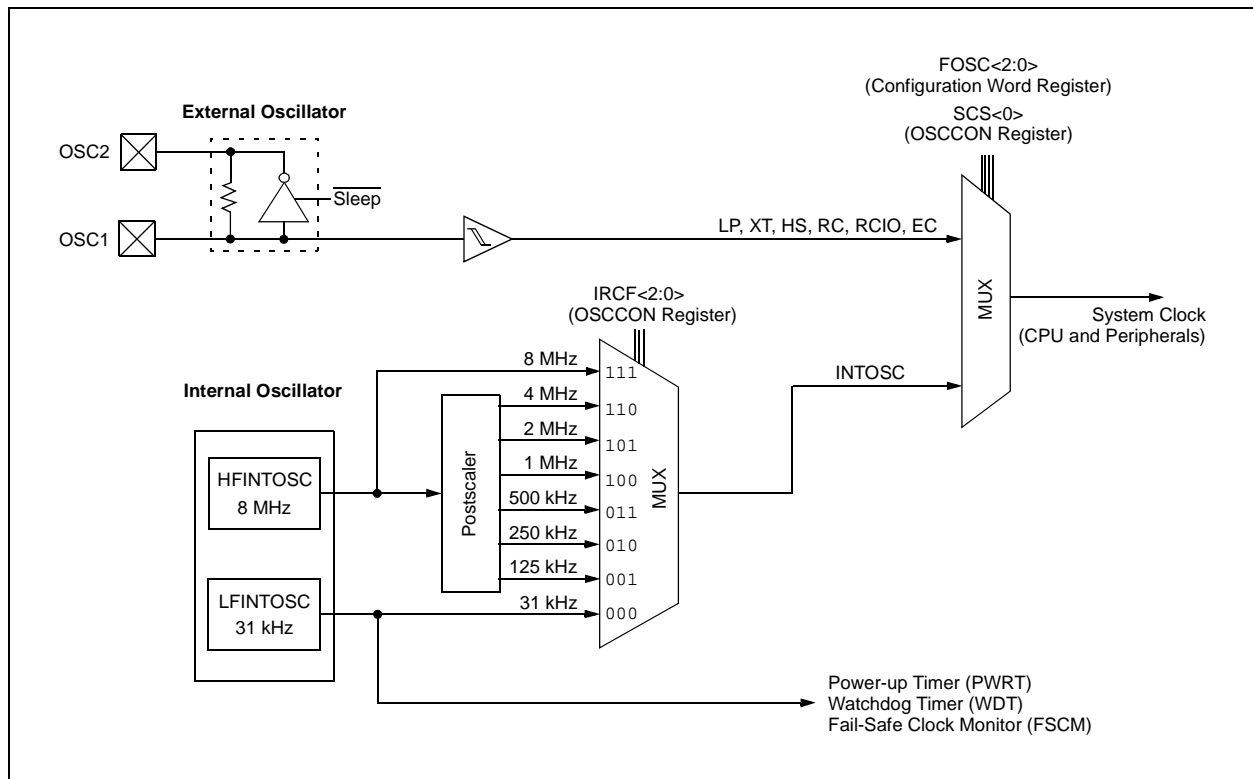 FOSC<2:0>
(Configuration Word Register)
SCS<0>
(OSCCON Register)
External Oscillator
OSC2
Sleep
OSC1
LP, XT, HS, RC, RCIO, EC
IRCF<2:0>
(OSCCON Register)
MUX
System Clock
(CPU and Peripherals)
8 MHz
111
INTOSC
Internal Oscillator
4 MHz
110
2 MHz
101
1 MHz
100
HFINTOSC
8 MHz
Postscaler
MUX
500 kHz
011
250 kHz
010
125 kHz
001
LFINTOSC
31 kHz
31 kHz
000
Power-up Timer (PWRT)
Watchdog Timer (WDT)
Fail-Safe Clock Monitor (FSCM)